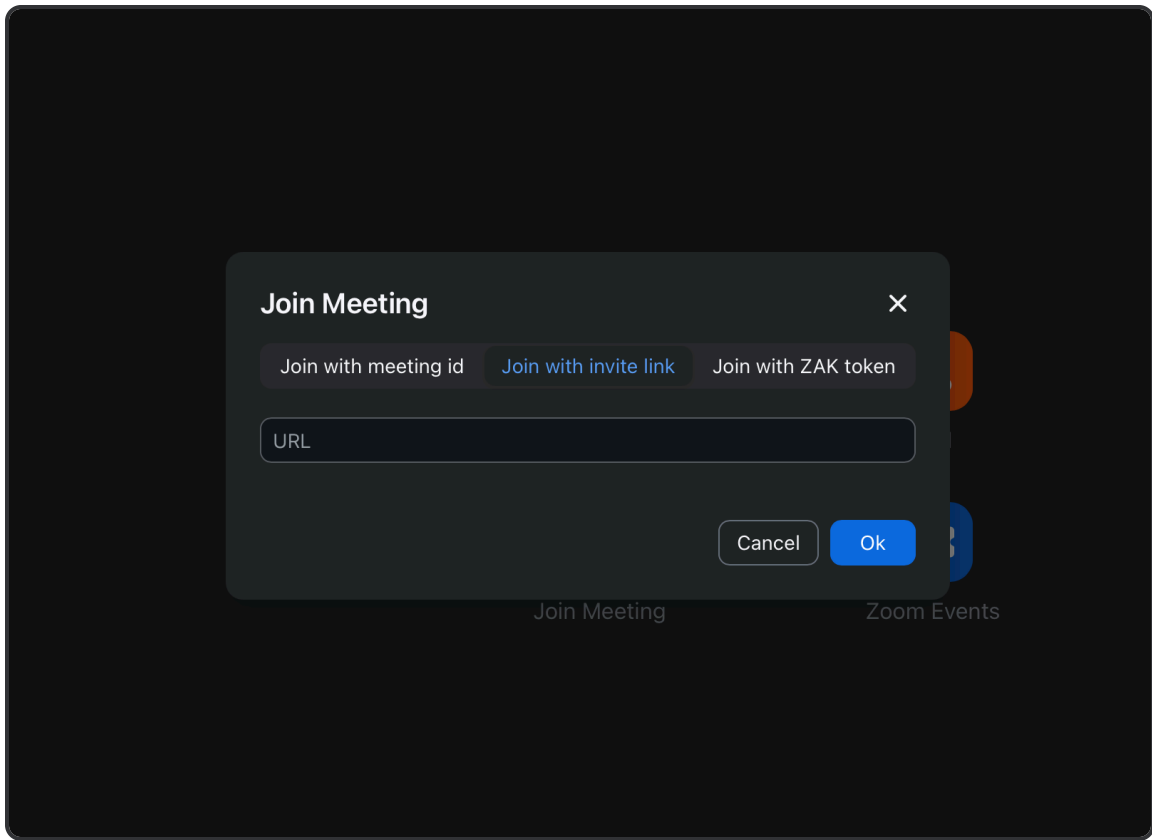 Join Meeting
Join with meeting id Join with invite link Join with ZAK token
URL
Cancel Ok
Join Meeting Zoom Events